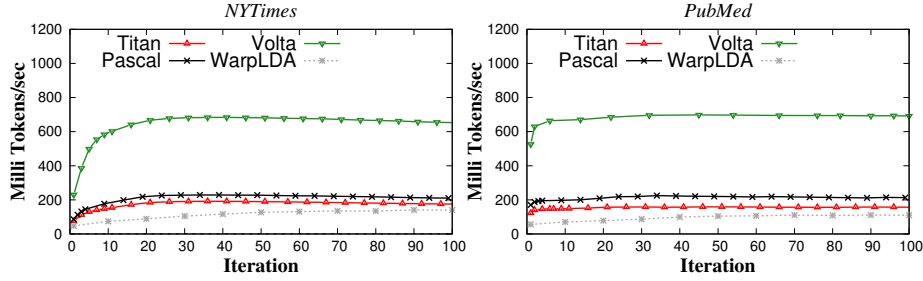 NYTimes
Milli Tokens/sec
1200
1000
800
600
400
200
0
Titan
Pascal
Volta
WarpLDA
0 10 20 30 40 50 60 70 80 90 100
Iteration
PubMed
Milli Tokens/sec
1200
1000
800
600
400
200
0
Titan
Pascal
Volta
WarpLDA
0 10 20 30 40 50 60 70 80 90 100
Iteration